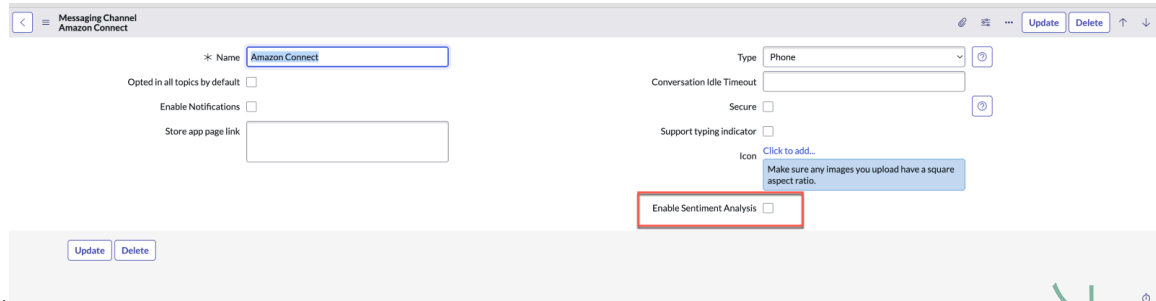 Messaging Channel
Amazon Connect
Update
Delete
Name
Amazon Connect
Opted in all topics by default
Enable Notifications
Store app page link
Type
Phone
Conversation Idle Timeout
Secure
Support typing indicator
Icon
Click to add...
Make sure any images you upload have a square
aspect ratio.
Enable Sentiment Analysis
Update
Delete